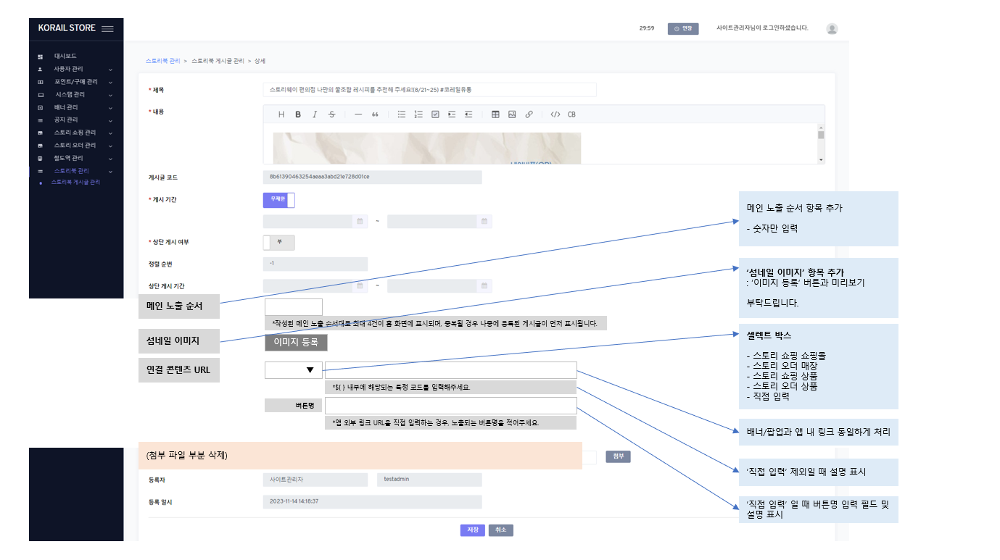 KORAIL STORE
29:59
연장
사이트관리자님이 로그인하셨습니다.
대시보드
사용자 관리
포인트/구매 관리
시스템 관리
배너 관리
공지 관리
스토리 쇼핑 관리
스토리 오더 관리
철도역 관리
스토리북 관리
스토리북 게시글 관리
스토리북 관리 > 스토리북 게시글 관리 > 상세
* 제목
스토리웨이 편의점 나만의 꿀조합 레시피를 추천해 주세요!(8/21~25) #코레일유통
* 내용
H B I S — 66 </> CB
게시글 코드
8b61390463254aeaa3abd21e728d01ce
* 게시 기간
무제한
~
* 상단 게시 여부
부
정렬 순번
-1
상단 게시 기간
~
메인 노출 순서
*작성된 메인 노출 순서대로 최대 4건이 홈 화면에 표시되며, 중복될 경우 나중에 등록된 게시글이 먼저 표시됩니다.
섬네일 이미지
이미지 등록
연결 콘텐츠 URL
▼
*${ } 내부에 해당되는 특정 코드를 입력해주세요.
버튼명
*앱 외부 링크 URL을 직접 입력하는 경우, 노출되는 버튼명을 적어주세요.
(첨부 파일 부분 삭제)
첨부
등록자
사이트관리자
testadmin
등록 일시
2023-11-14 14:18:37
저장
취소
메인 노출 순서 항목 추가
- 숫자만 입력
‘섬네일 이미지’ 항목 추가
: ‘이미지 등록’ 버튼과 미리보기
부탁드립니다.
셀렉트 박스
- 스토리 쇼핑 쇼핑몰
- 스토리 오더 매장
- 스토리 쇼핑 상품
- 스토리 오더 상품
- 직접 입력
배너/팝업과 앱 내 링크 동일하게 처리
‘직접 입력’ 제외일 때 설명 표시
‘직접 입력’ 일 때 버튼명 입력 필드 및
설명 표시